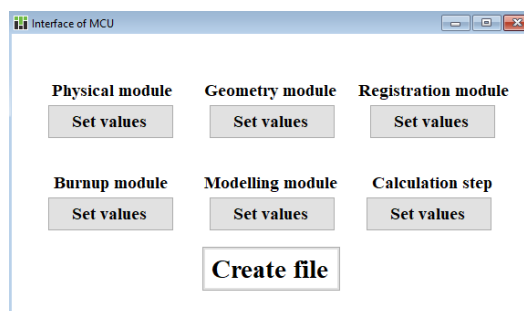 Interface of MCU
Physical module Geometry module Registration module
Set values Set values Set values
Burnup module Modelling module Calculation step
Set values Set values Set values
Create file